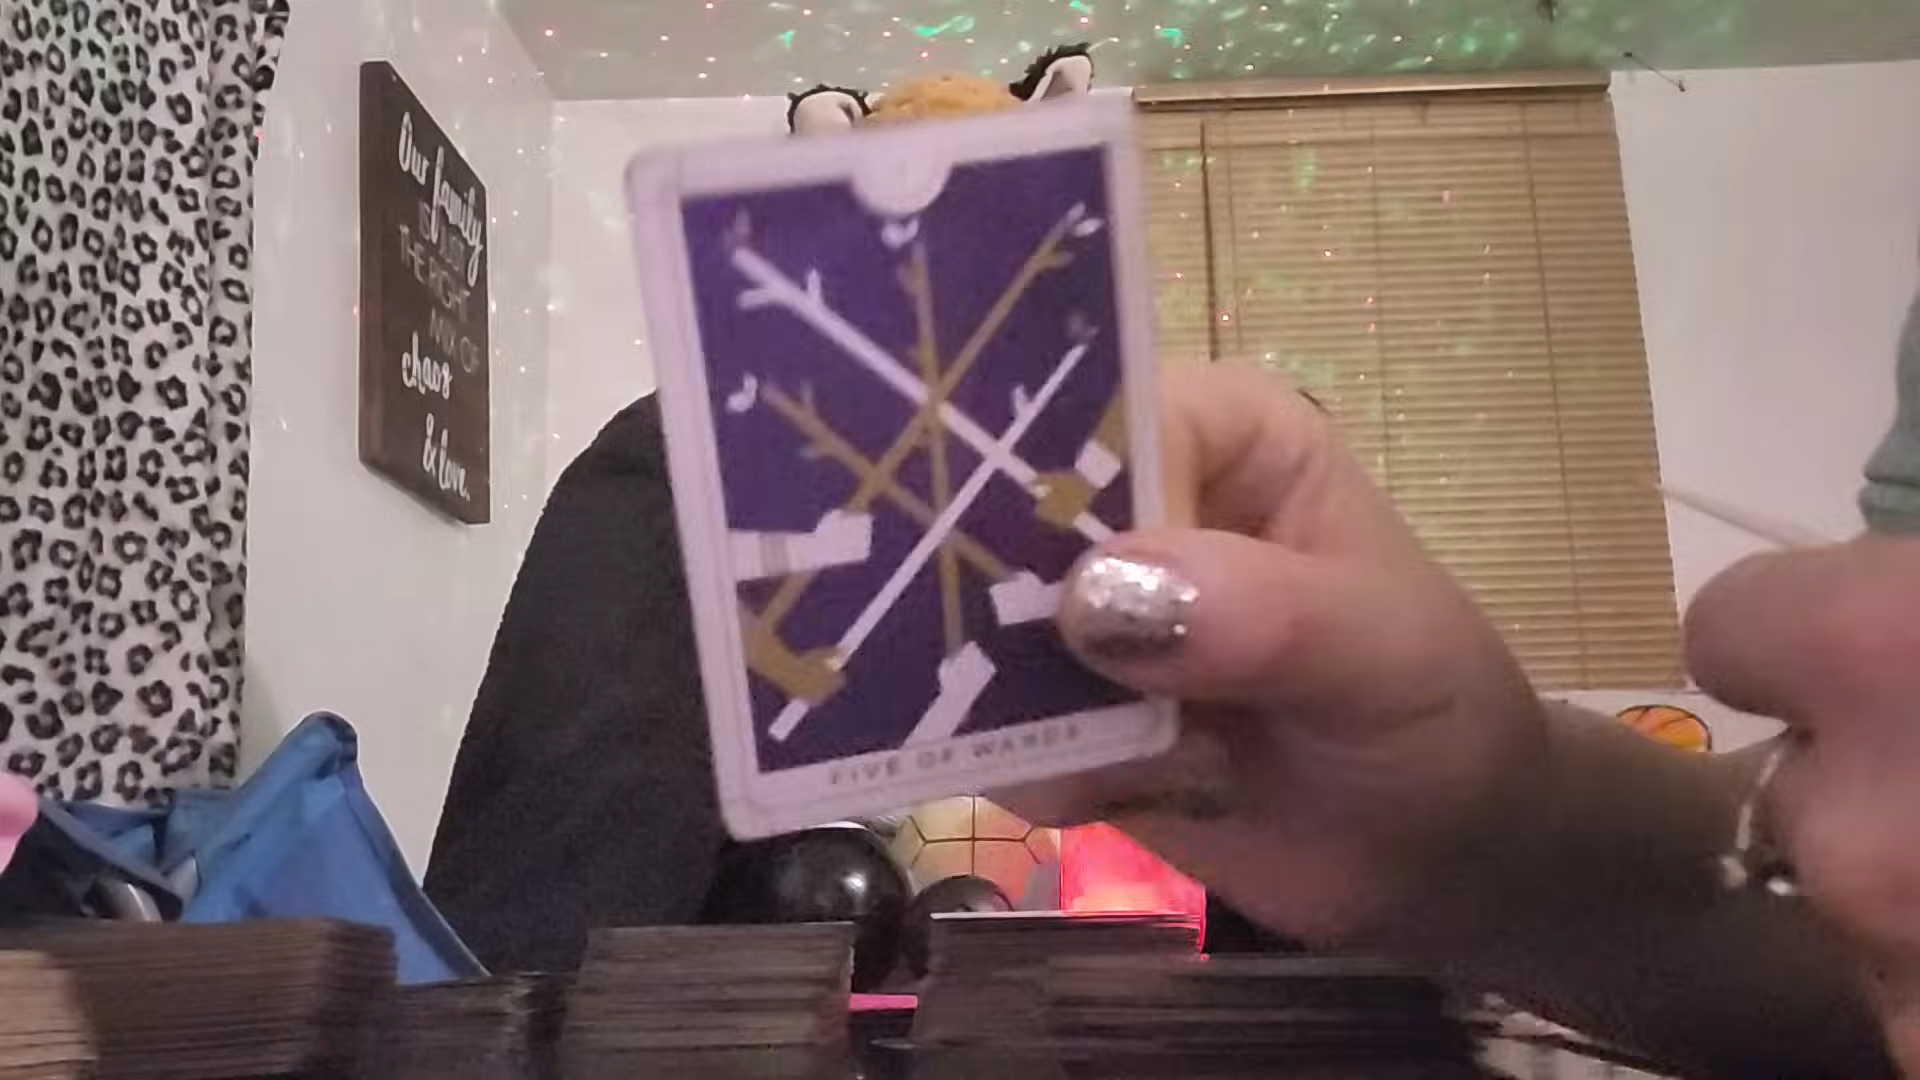 Our family
IS JUST
THE RIGHT
MIX OF
chaos
& love.
FIVE OF WANDS